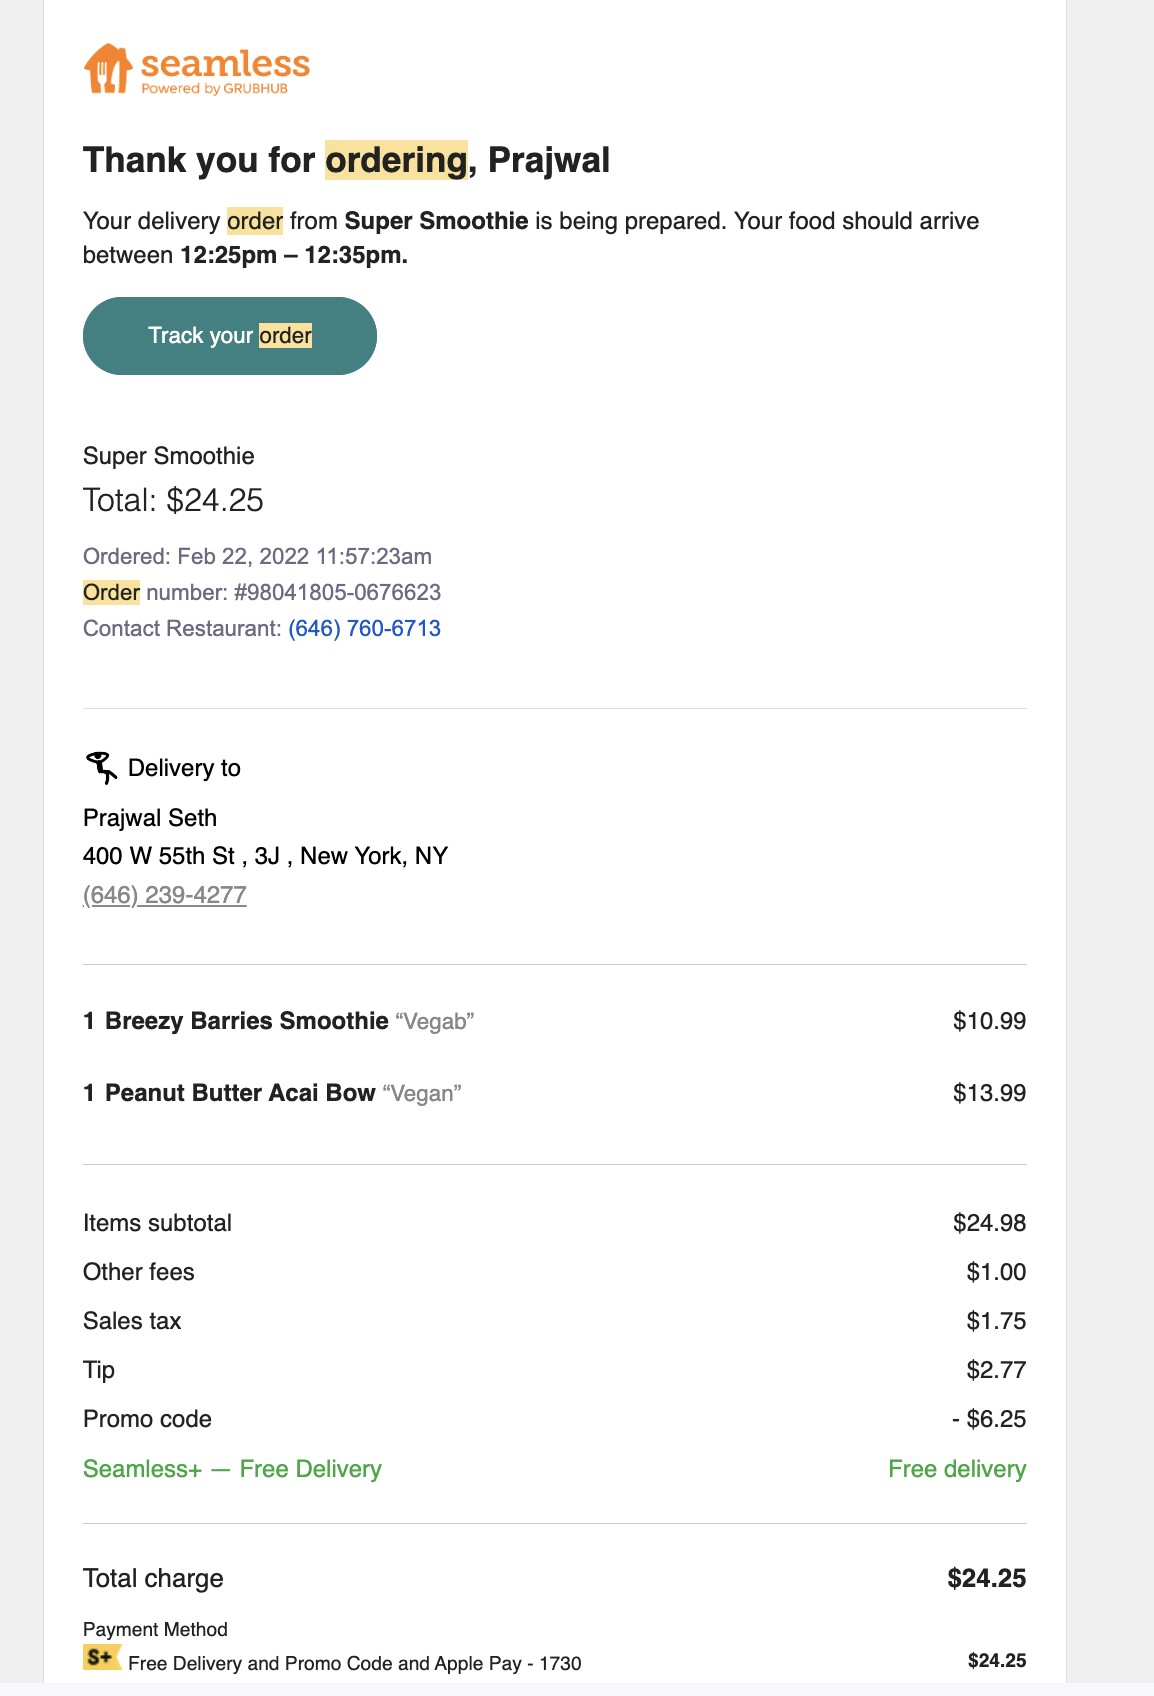 seamless
Powered by GRUBHUB
Thank you for ordering, Prajwal
Your delivery order from Super Smoothie is being prepared. Your food should arrive
between 12:25pm – 12:35pm.
Track your order
Super Smoothie
Total: $24.25
Ordered: Feb 22, 2022 11:57:23am
Order number: #98041805-0676623
Contact Restaurant: (646) 760-6713
Delivery to
Prajwal Seth
400 W 55th St , 3J , New York, NY
(646) 239-4277
1 Breezy Barries Smoothie “Vegab” $10.99
1 Peanut Butter Acai Bow “Vegan” $13.99
Items subtotal $24.98
Other fees $1.00
Sales tax $1.75
Tip $2.77
Promo code - $6.25
Seamless+ — Free Delivery Free delivery
Total charge $24.25
Payment Method
S+ Free Delivery and Promo Code and Apple Pay - 1730 $24.25